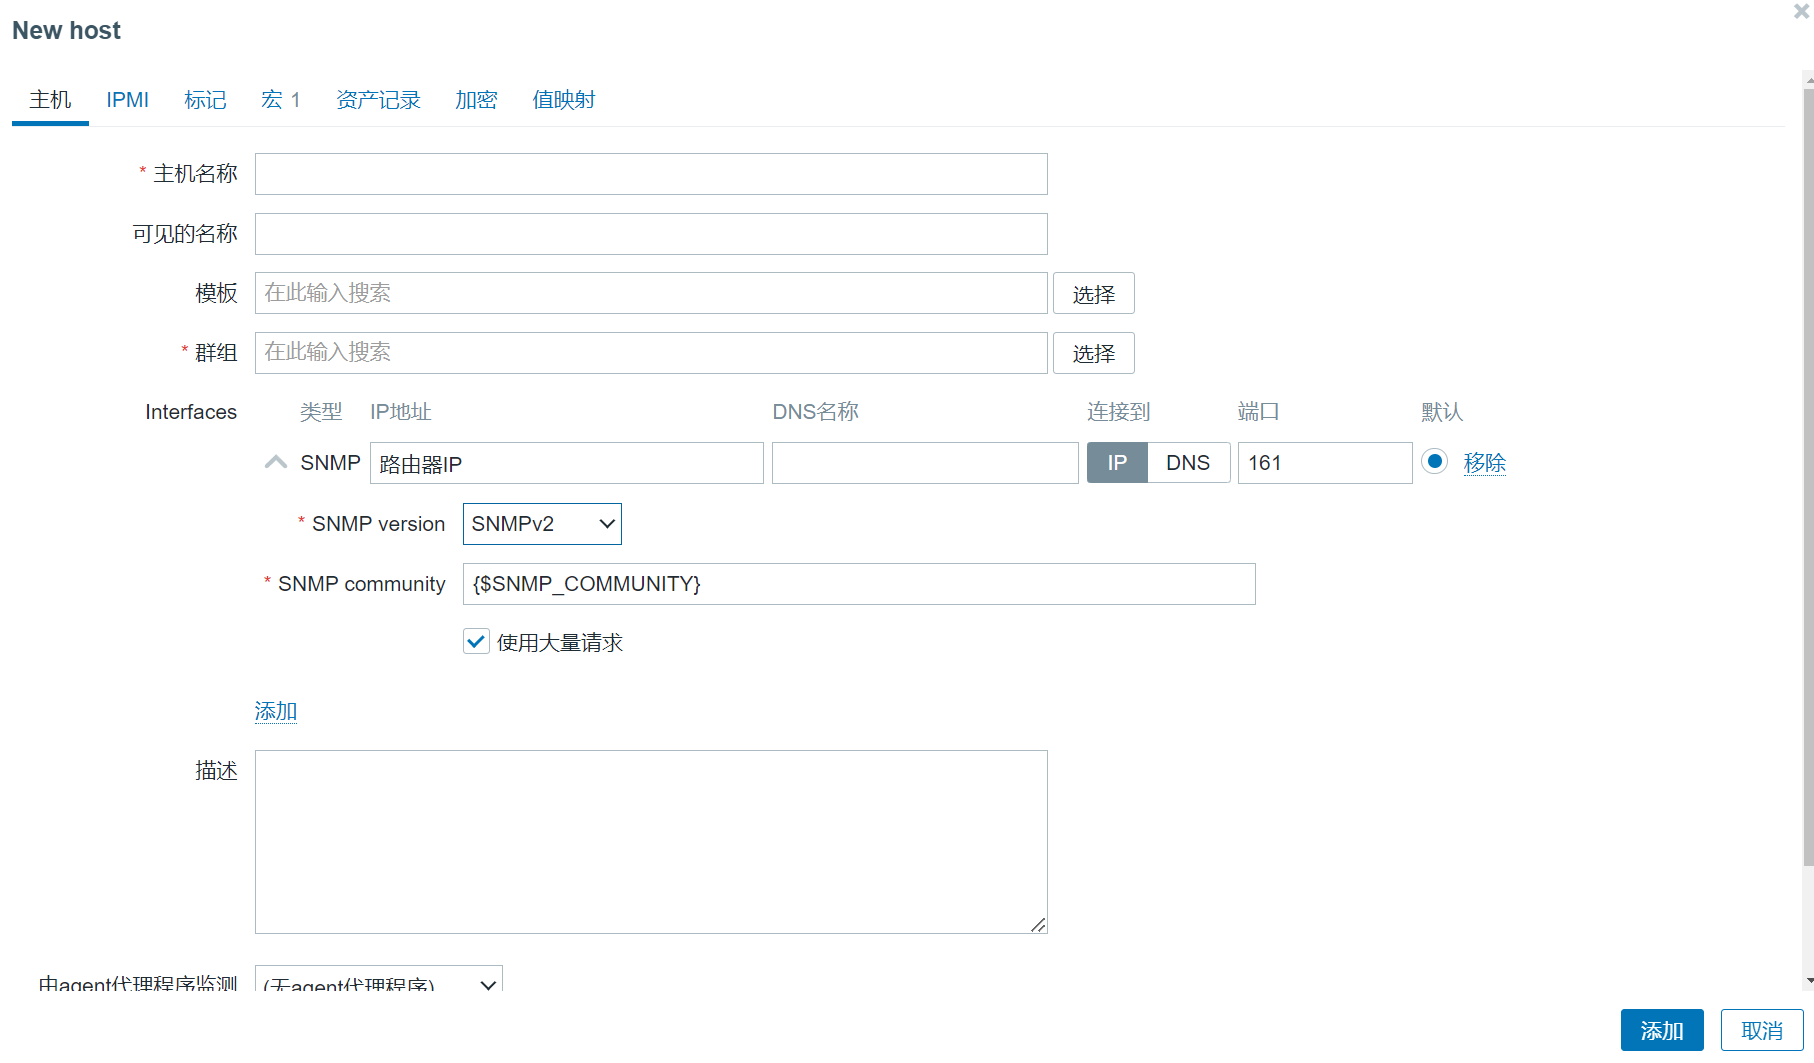 New host
主机 IPMI 标记 宏 1 资产记录 加密 值映射
* 主机名称
可见的名称
模板 在此输入搜索 选择
* 群组 在此输入搜索 选择
Interfaces 类型 IP地址 DNS名称 连接到 端口 默认
SNMP 路由器IP IP DNS 161 移除
* SNMP version SNMPv2
* SNMP community {$SNMP_COMMUNITY}
使用大量请求
添加
描述
由agent代理程序监测 (无agent代理程序)
添加 取消